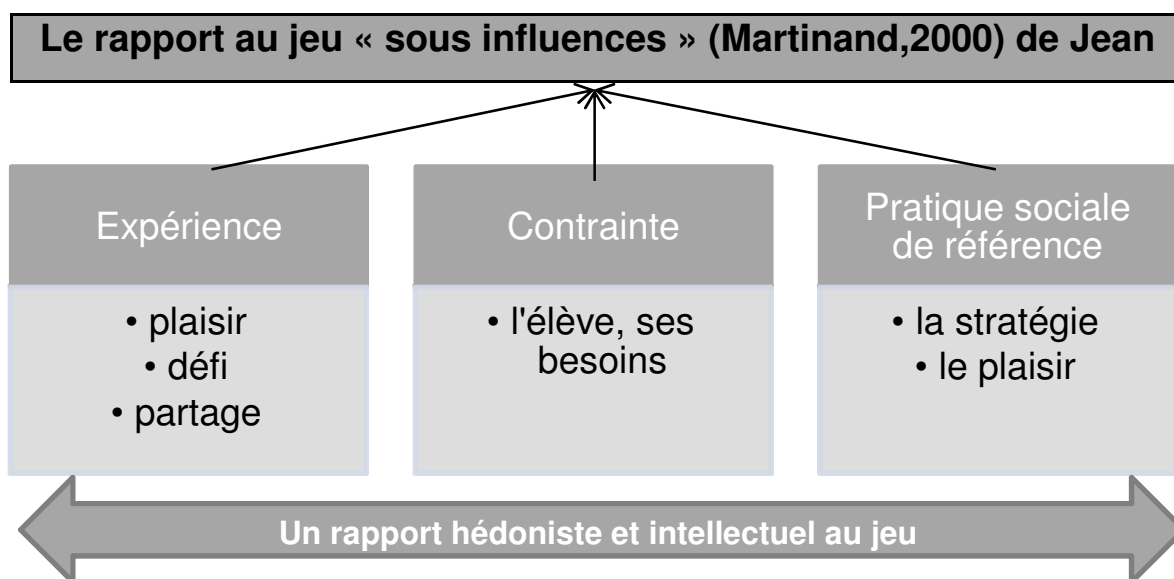 Le rapport au jeu « sous influences » (Martinand,2000) de Jean
Expérience
• plaisir
• défi
• partage
Contrainte
• l'élève, ses
besoins
Pratique sociale
de référence
• la stratégie
• le plaisir
Un rapport hédoniste et intellectuel au jeu